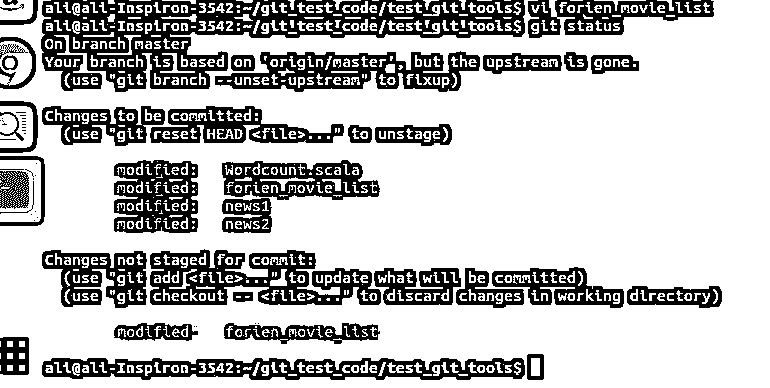 ali@ali-Inspiron-3542:~/git_test_code/test_git_tools$ vi forien_movie_list
ali@ali-Inspiron-3542:~/git_test_code/test_git_tools$ git status
On branch master
Your branch is based on 'origin/master', but the upstream is gone.
  (use "git branch --unset-upstream" to fixup)
Changes to be committed:
  (use "git reset HEAD <file>..." to unstage)
modified:   Wordcount.scala
modified:   forien_movie_list
modified:   news1
modified:   news2
Changes not staged for commit:
  (use "git add <file>..." to update what will be committed)
  (use "git checkout -- <file>..." to discard changes in working directory)
modified:   forien_movie_list
ali@ali-Inspiron-3542:~/git_test_code/test_git_tools$